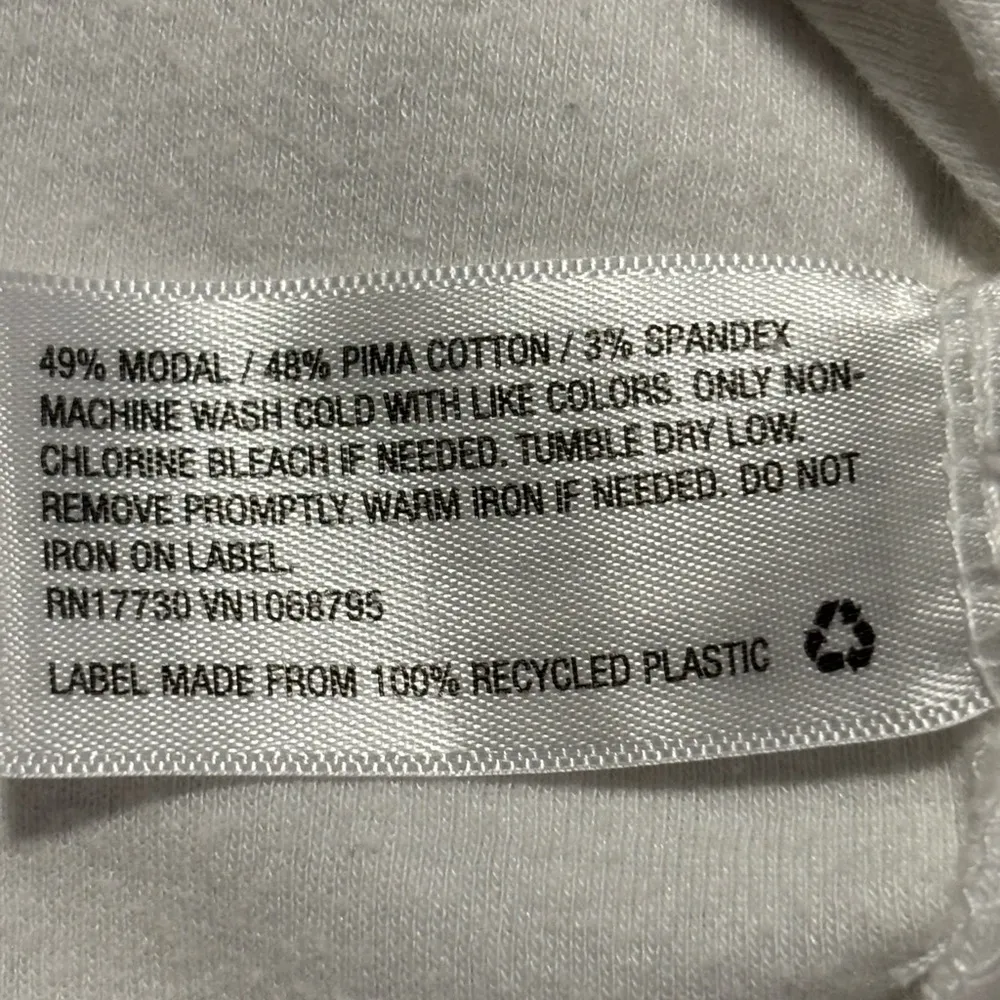 49% MODAL / 48% PIMA COTTON / 3% SPANDEX
MACHINE WASH COLD WITH LIKE COLORS. ONLY NON-
CHLORINE BLEACH IF NEEDED. TUMBLE DRY LOW.
REMOVE PROMPTLY. WARM IRON IF NEEDED. DO NOT
IRON ON LABEL.
RN17730 VN1068795
LABEL MADE FROM 100% RECYCLED PLASTIC